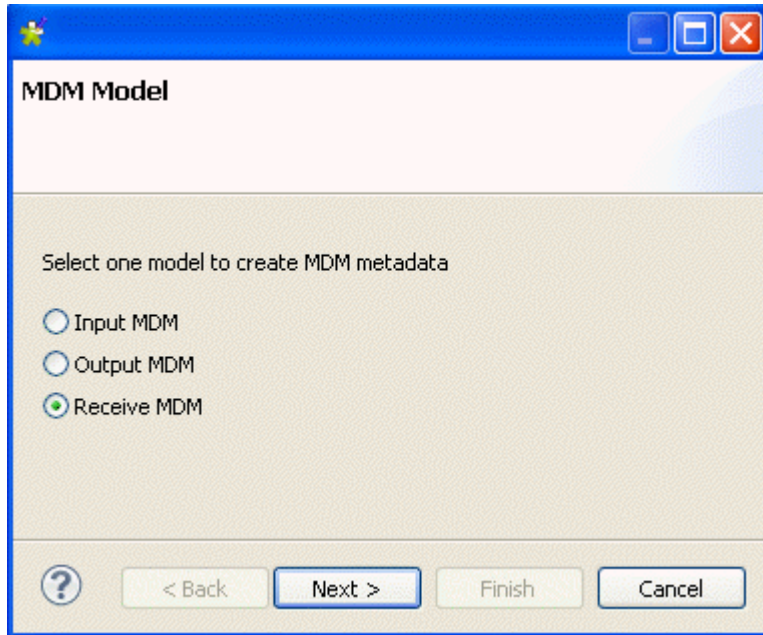 MDM Model
Select one model to create MDM metadata
Input MDM
Output MDM
Receive MDM
?
< Back
Next >
Finish
Cancel